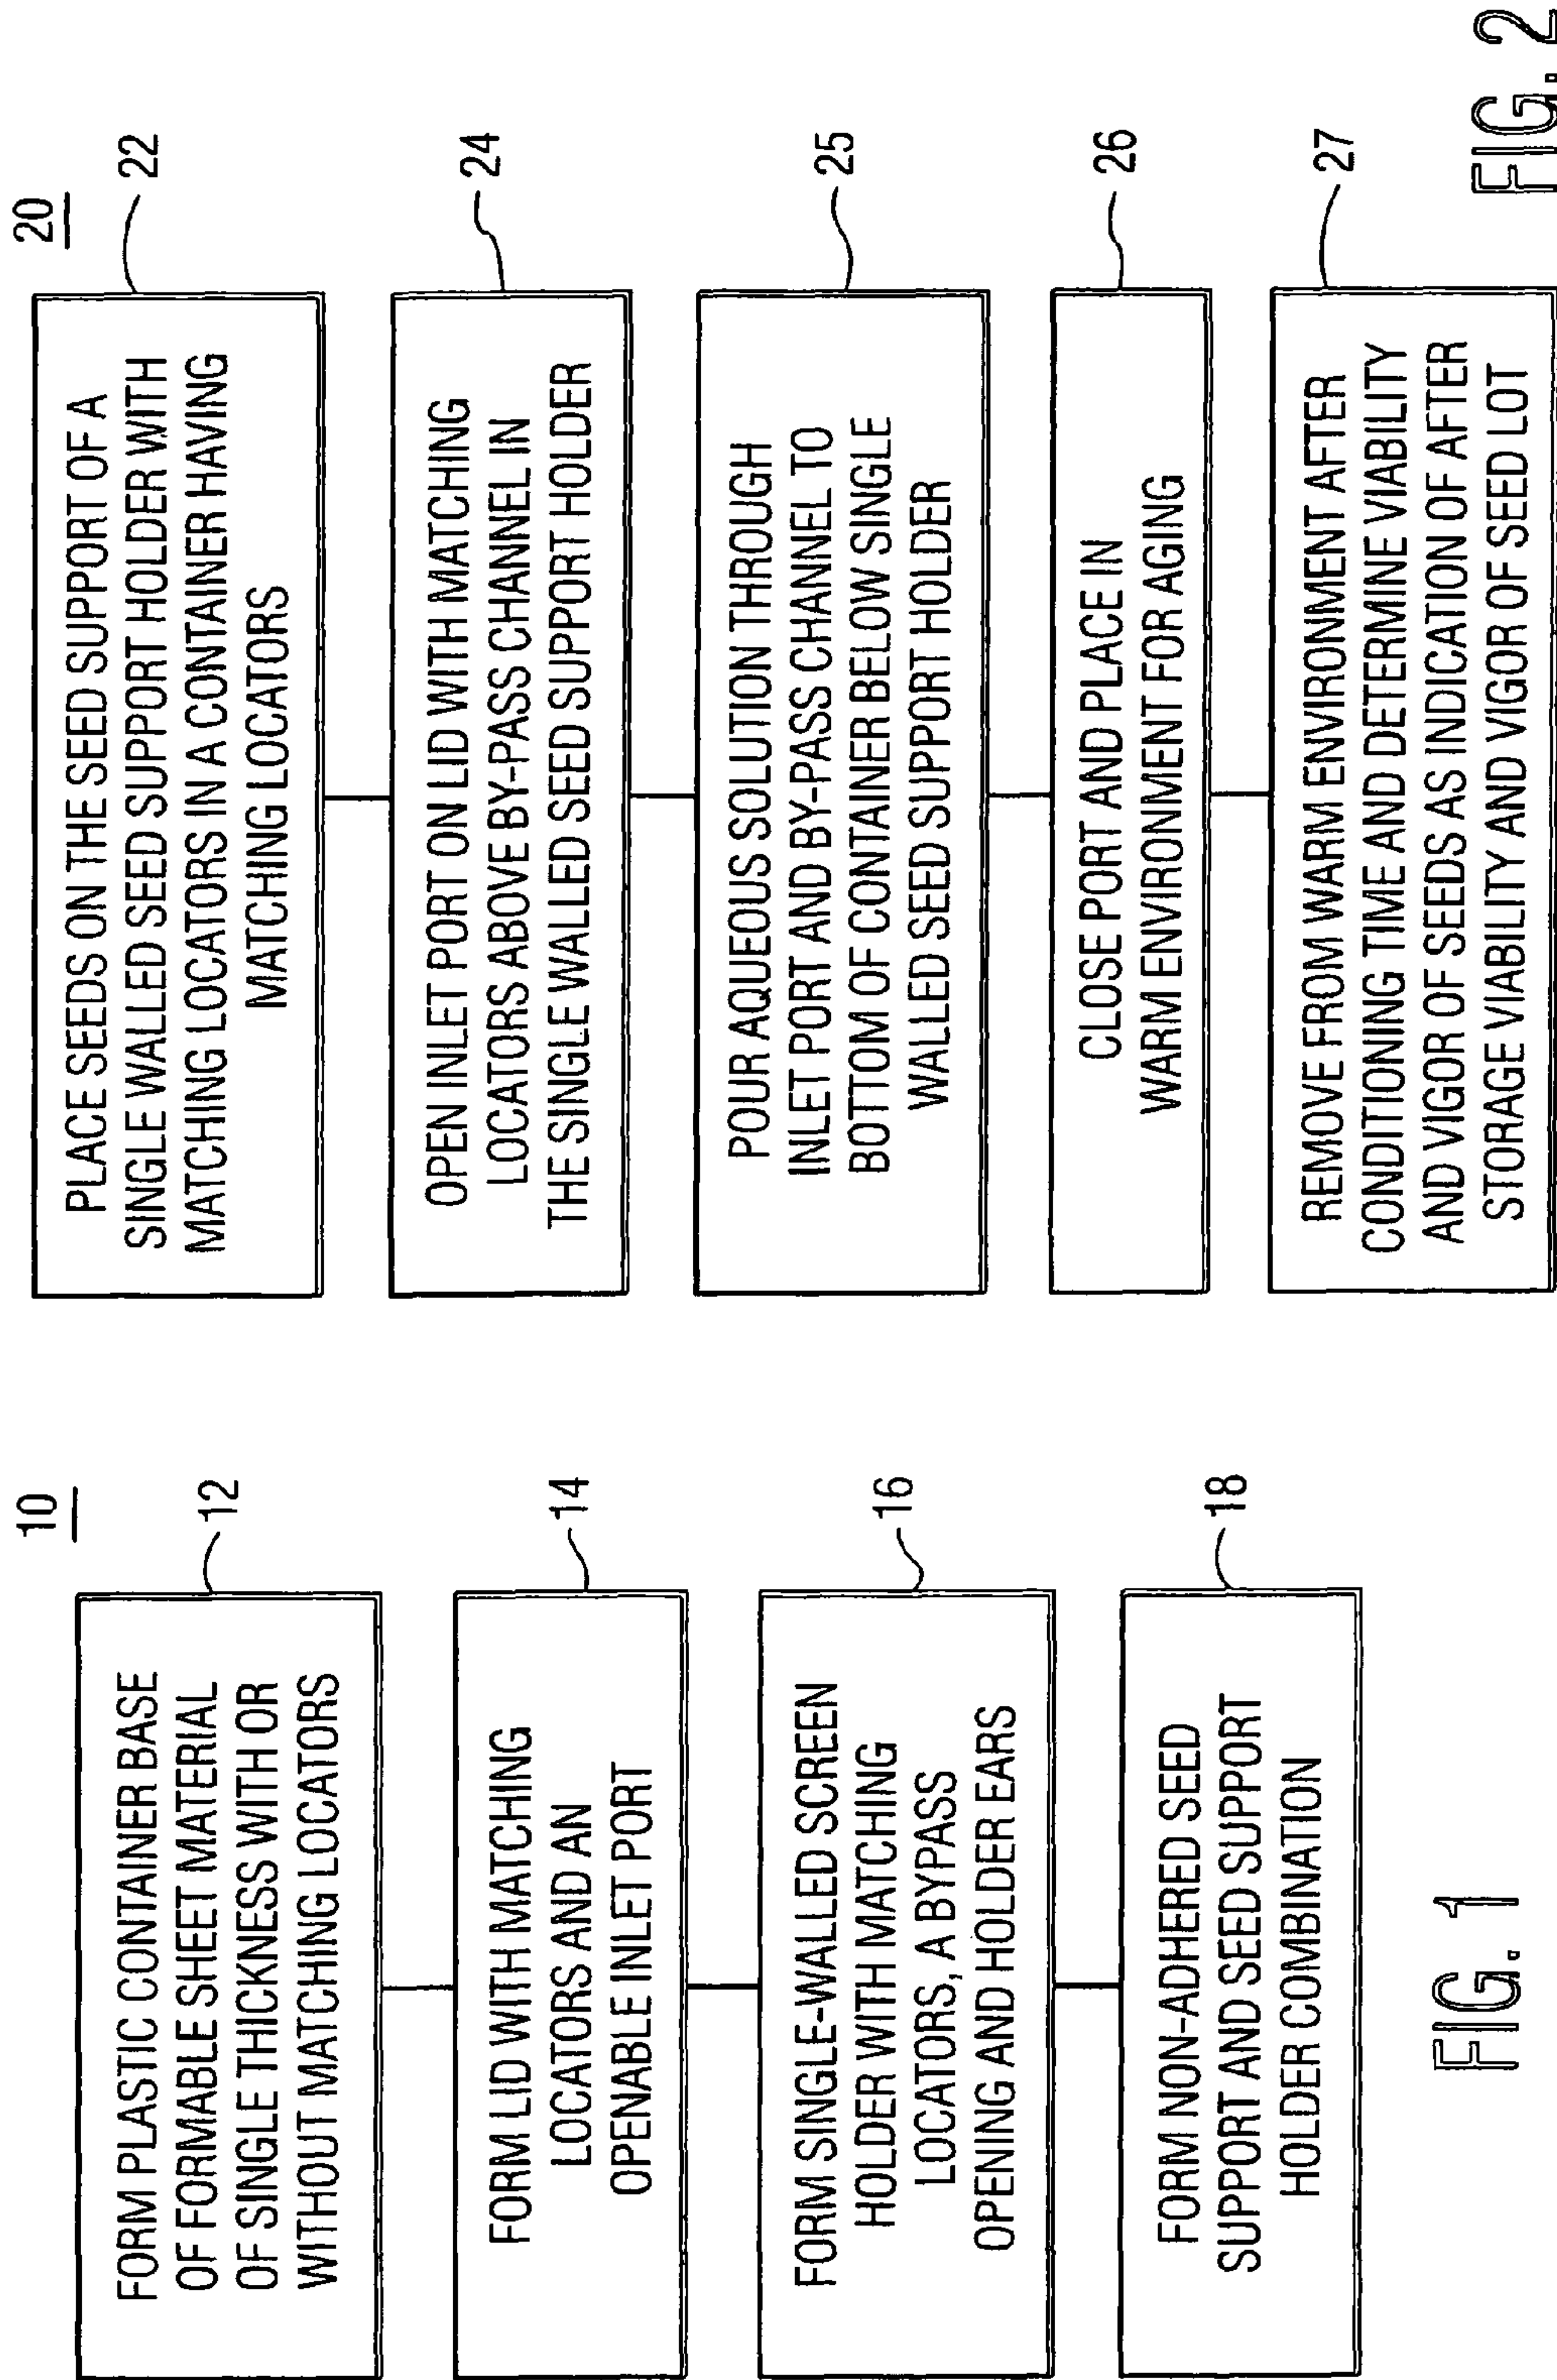 10
FORM PLASTIC CONTAINER BASE
OF FORMABLE SHEET MATERIAL
OF SINGLE THICKNESS WITH OR
WITHOUT MATCHING LOCATORS
12
FORM LID WITH MATCHING
LOCATORS AND AN
OPENABLE INLET PORT
14
FORM SINGLE-WALLED SCREEN
HOLDER WITH MATCHING
LOCATORS, A BYPASS
OPENING AND HOLDER EARS
16
FORM NON-ADHERED SEED
SUPPORT AND SEED SUPPORT
HOLDER COMBINATION
18
FIG. 1
20
PLACE SEEDS ON THE SEED SUPPORT OF A
SINGLE WALLED SEED SUPPORT HOLDER WITH
MATCHING LOCATORS IN A CONTAINER HAVING
MATCHING LOCATORS
22
OPEN INLET PORT ON LID WITH MATCHING
LOCATORS ABOVE BY-PASS CHANNEL IN
THE SINGLE WALLED SEED SUPPORT HOLDER
24
POUR AQUEOUS SOLUTION THROUGH
INLET PORT AND BY-PASS CHANNEL TO
BOTTOM OF CONTAINER BELOW SINGLE
WALLED SEED SUPPORT HOLDER
25
CLOSE PORT AND PLACE IN
WARM ENVIRONMENT FOR AGING
26
REMOVE FROM WARM ENVIRONMENT AFTER
CONDITIONING TIME AND DETERMINE VIABILITY
AND VIGOR OF SEEDS AS INDICATION OF AFTER
STORAGE VIABILITY AND VIGOR OF SEED LOT
27
FIG. 2